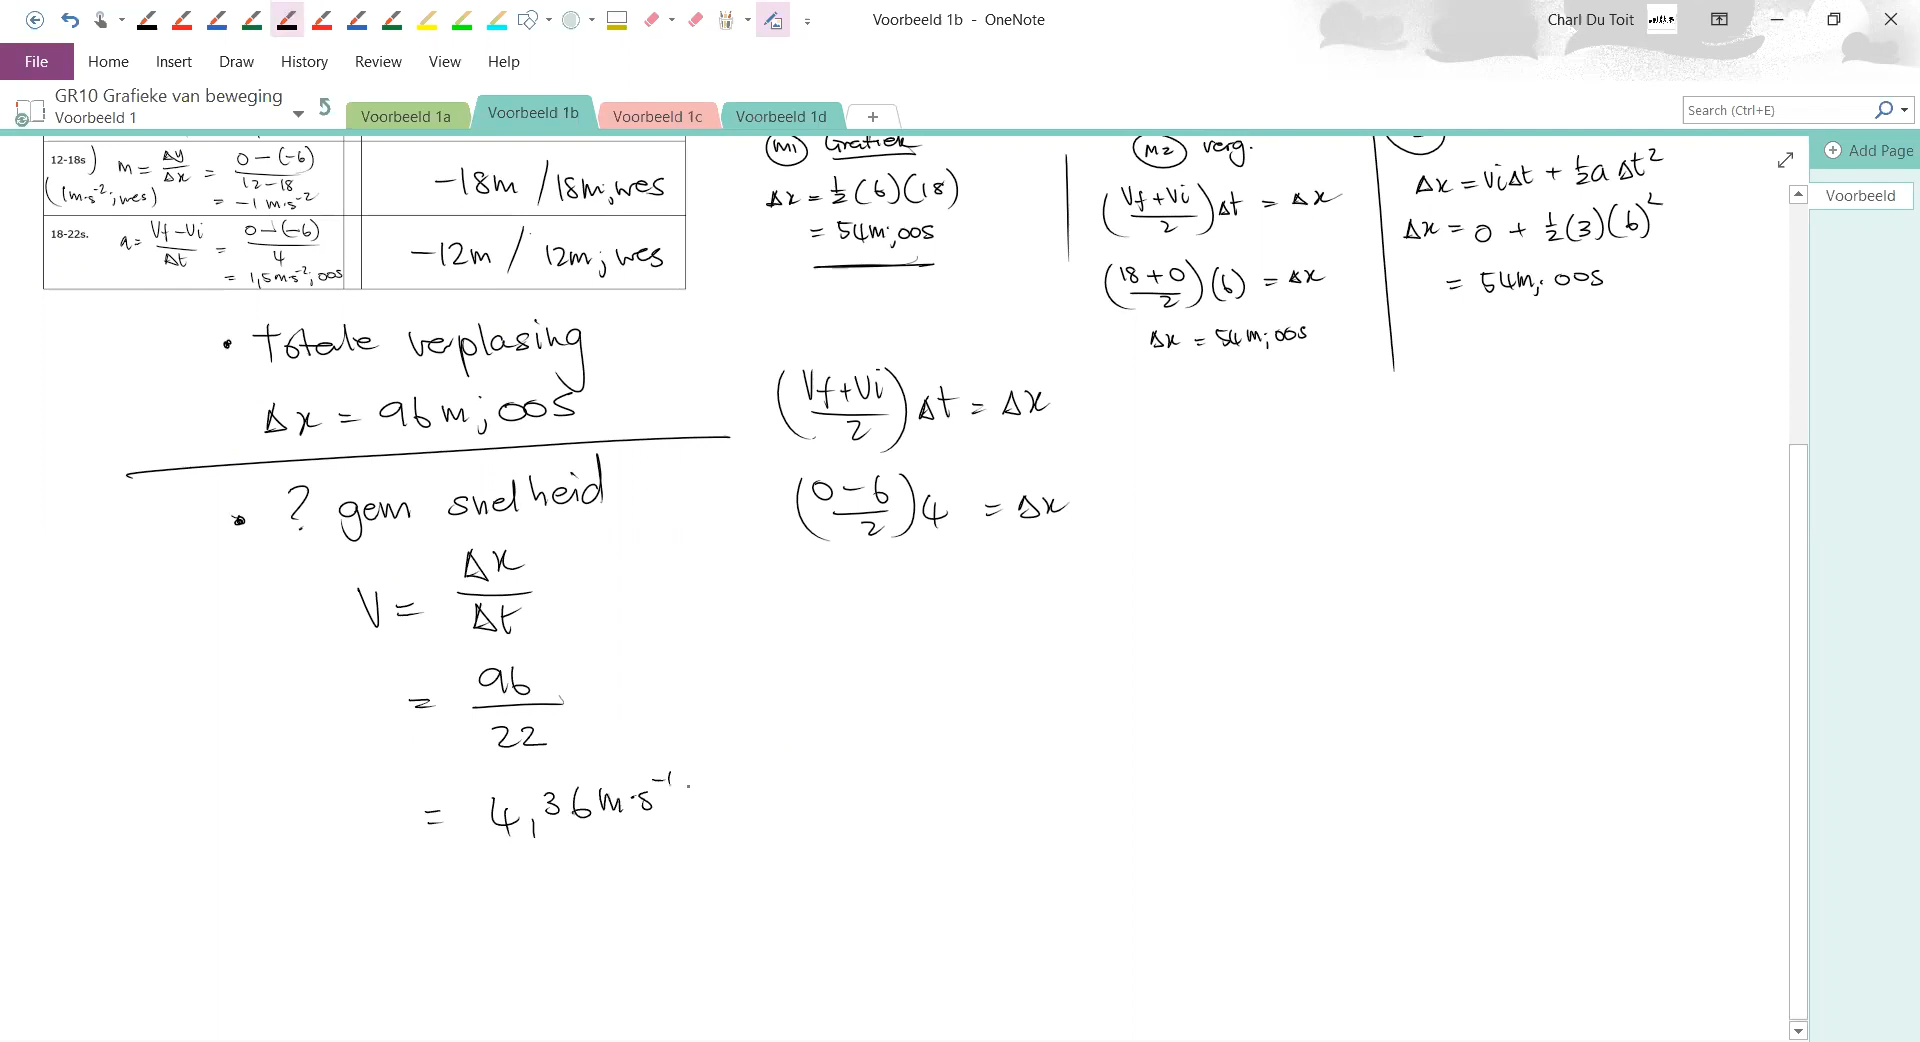 Voorbeeld 1b - OneNote
Charl Du Toit
File Home Insert Draw History Review View Help
GR10 Grafieke van beweging
Voorbeeld 1
Voorbeeld 1a Voorbeeld 1b Voorbeeld 1c Voorbeeld 1d +
Search (Ctrl+E)
Add Page
Voorbeeld
12-18s) m = Δy/Δx = 0-(-6)/12-18
(1m·s⁻²; wes) = -1 m·s⁻²
-18m / 18m; wes
18-22s. a = Vf-Vi/Δt = 0-(-6)/4
= 1,5m·s⁻²; oos
-12m / 12m; wes
• Totale verplasing
Δx = 96m; oos
• ? gem snelheid
V = Δx/Δt
= 96/22
= 4,36m·s⁻¹
M1 Grafiek
Δx = ½(6)(18)
= 54m; oos
M2 verg.
(Vf+Vi/2)Δt = Δx
(18+0/2)(6) = Δx
Δx = 54m; oos
Δx = ViΔt + ½aΔt²
Δx = 0 + ½(3)(6)²
= 54m; oos
(Vf+Vi/2)Δt = Δx
(0-6/2)4 = Δx